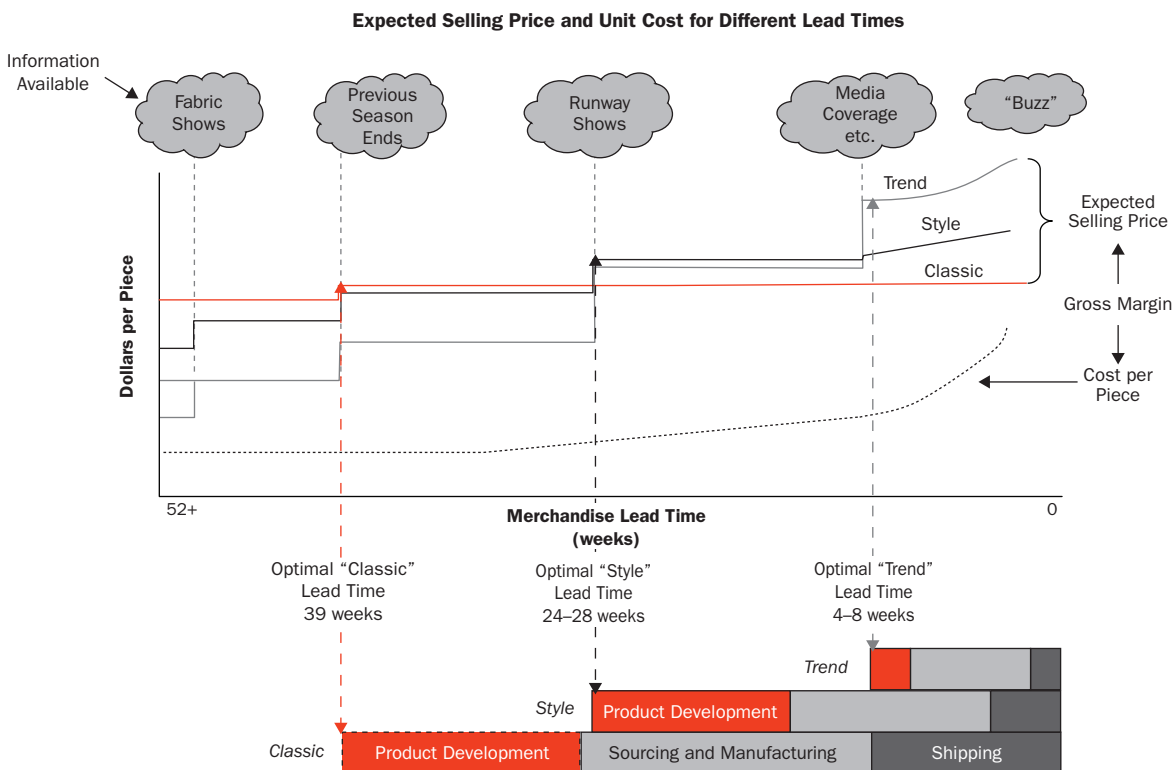 Expected Selling Price and Unit Cost for Different Lead Times
Information
Available
Fabric
Shows
Previous
Season
Ends
Runway
Shows
Media
Coverage
etc.
“Buzz”
Trend
Style
Classic
Expected
Selling Price
Gross Margin
Cost per
Piece
Dollars per Piece
52+
0
Merchandise Lead Time
(weeks)
Optimal “Classic”
Lead Time
39 weeks
Optimal “Style”
Lead Time
24–28 weeks
Optimal “Trend”
Lead Time
4–8 weeks
Trend
Style
Product Development
Classic
Product Development
Sourcing and Manufacturing
Shipping